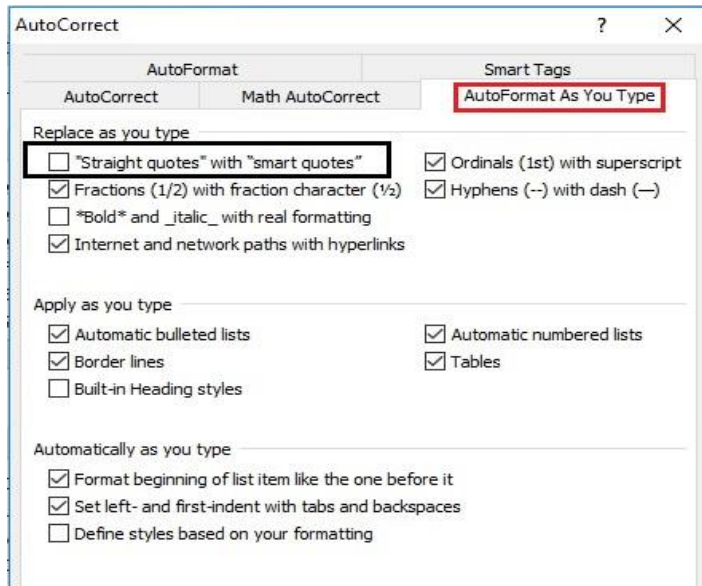 AutoCorrect ? ×
AutoFormat Smart Tags
AutoCorrect Math AutoCorrect AutoFormat As You Type
Replace as you type
"Straight quotes" with “smart quotes” Ordinals (1st) with superscript
Fractions (1/2) with fraction character (½) Hyphens (--) with dash (—)
*Bold* and _italic_ with real formatting
Internet and network paths with hyperlinks
Apply as you type
Automatic bulleted lists Automatic numbered lists
Border lines Tables
Built-in Heading styles
Automatically as you type
Format beginning of list item like the one before it
Set left- and first-indent with tabs and backspaces
Define styles based on your formatting